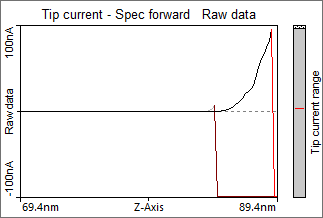 Tip current - Spec forward Raw data
100nA
Raw data
-100nA
69.4nm Z-Axis 89.4nm
Tip current range